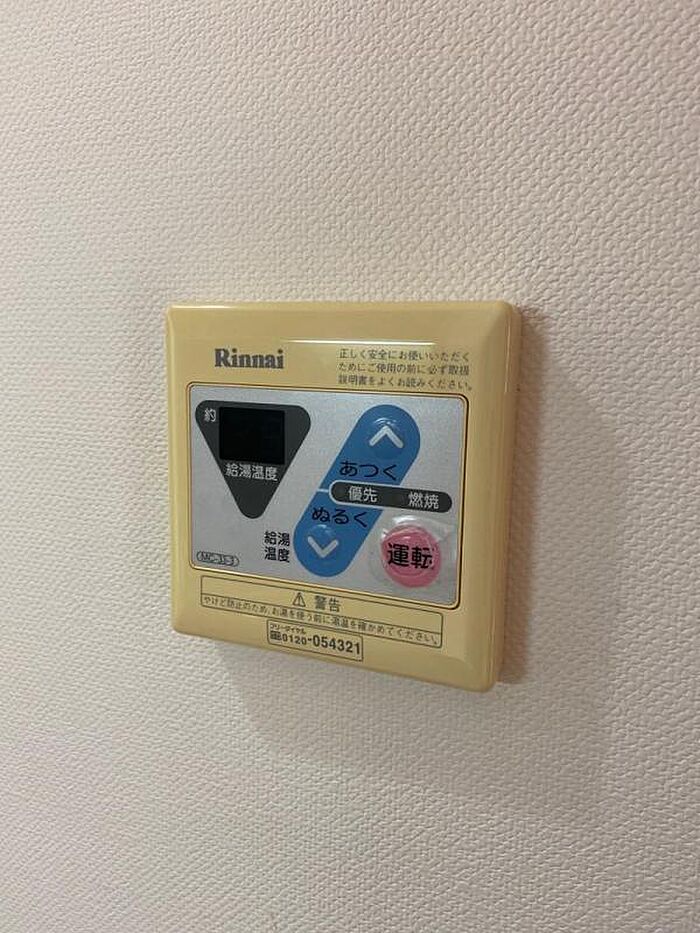 Rinnai
正しく安全にお使いいただく
ためにご使用の前に必ず取扱
説明書をよくお読みください。
約
給湯温度
あつく
優先 燃焼
ぬるく
給湯
温度
運転
MC-33-3
警告
やけど防止のため、お湯を使う前に湯温を確かめてください。
フリーダイヤル
0120-054321